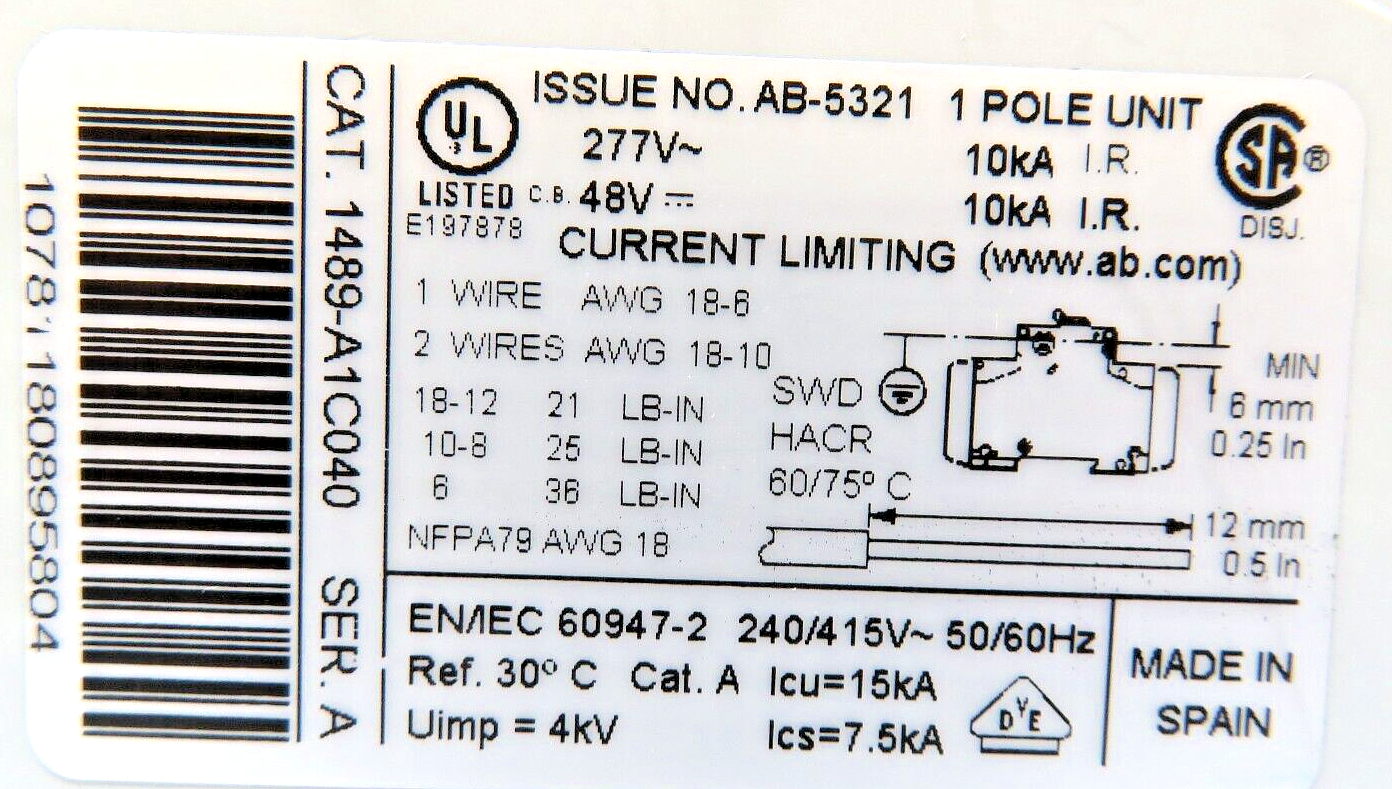 10781180895804
CAT. 1489-A1C040 SER. A
UL
LISTED C.B.
E197878
ISSUE NO. AB-5321 1 POLE UNIT
277V~ 10kA I.R.
48V⎓ 10kA I.R.
SA®
DISJ.
CURRENT LIMITING (www.ab.com)
1 WIRE AWG 18-6
2 WIRES AWG 18-10
18-12 21 LB-IN
10-8 25 LB-IN
6 36 LB-IN
NFPA79 AWG 18
SWD
HACR
60/75º C
MIN
6 mm
0.25 In
12 mm
0.5 In
EN/IEC 60947-2 240/415V~ 50/60Hz
Ref. 30º C Cat. A Icu=15kA
Uimp = 4kV Ics=7.5kA
DVE
MADE IN
SPAIN